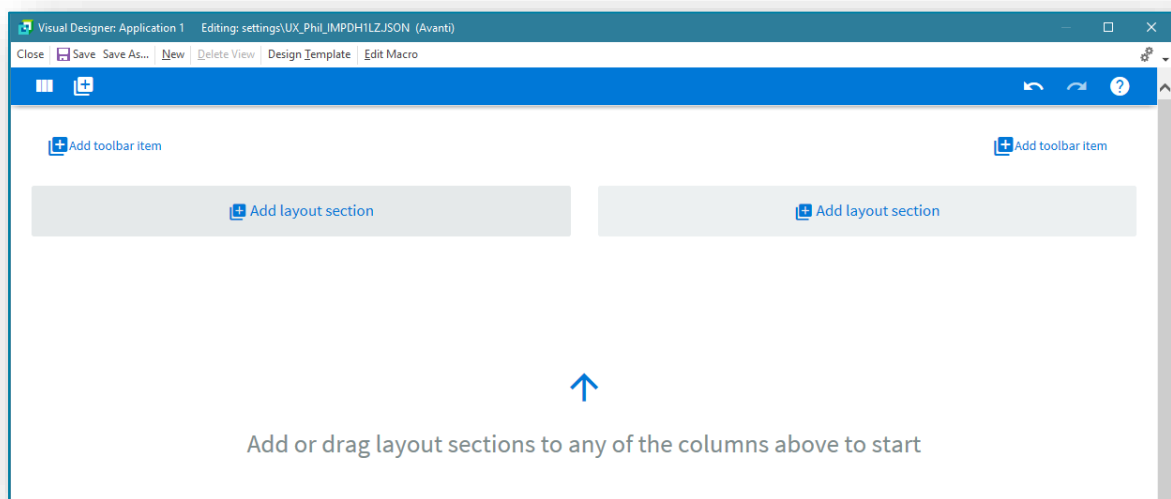 Visual Designer: Application 1 Editing: settings\UX_Phil_IMPDH1LZ.JSON (Avanti)
Close Save Save As... New Delete View Design Template Edit Macro
Add toolbar item Add toolbar item
Add layout section Add layout section
Add or drag layout sections to any of the columns above to start